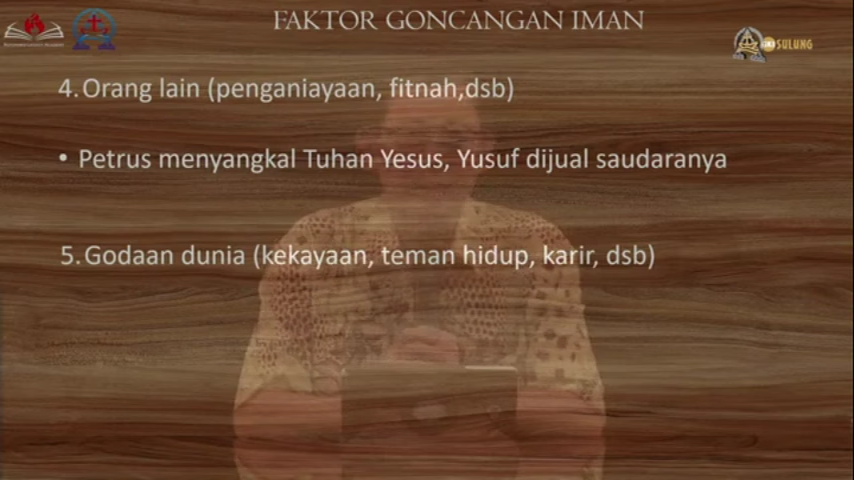 FAKTOR GONCANGAN IMAN
SULUNG
4. Orang lain (penganiayaan, fitnah,dsb)
• Petrus menyangkal Tuhan Yesus, Yusuf dijual saudaranya
5. Godaan dunia (kekayaan, teman hidup, karir, dsb)